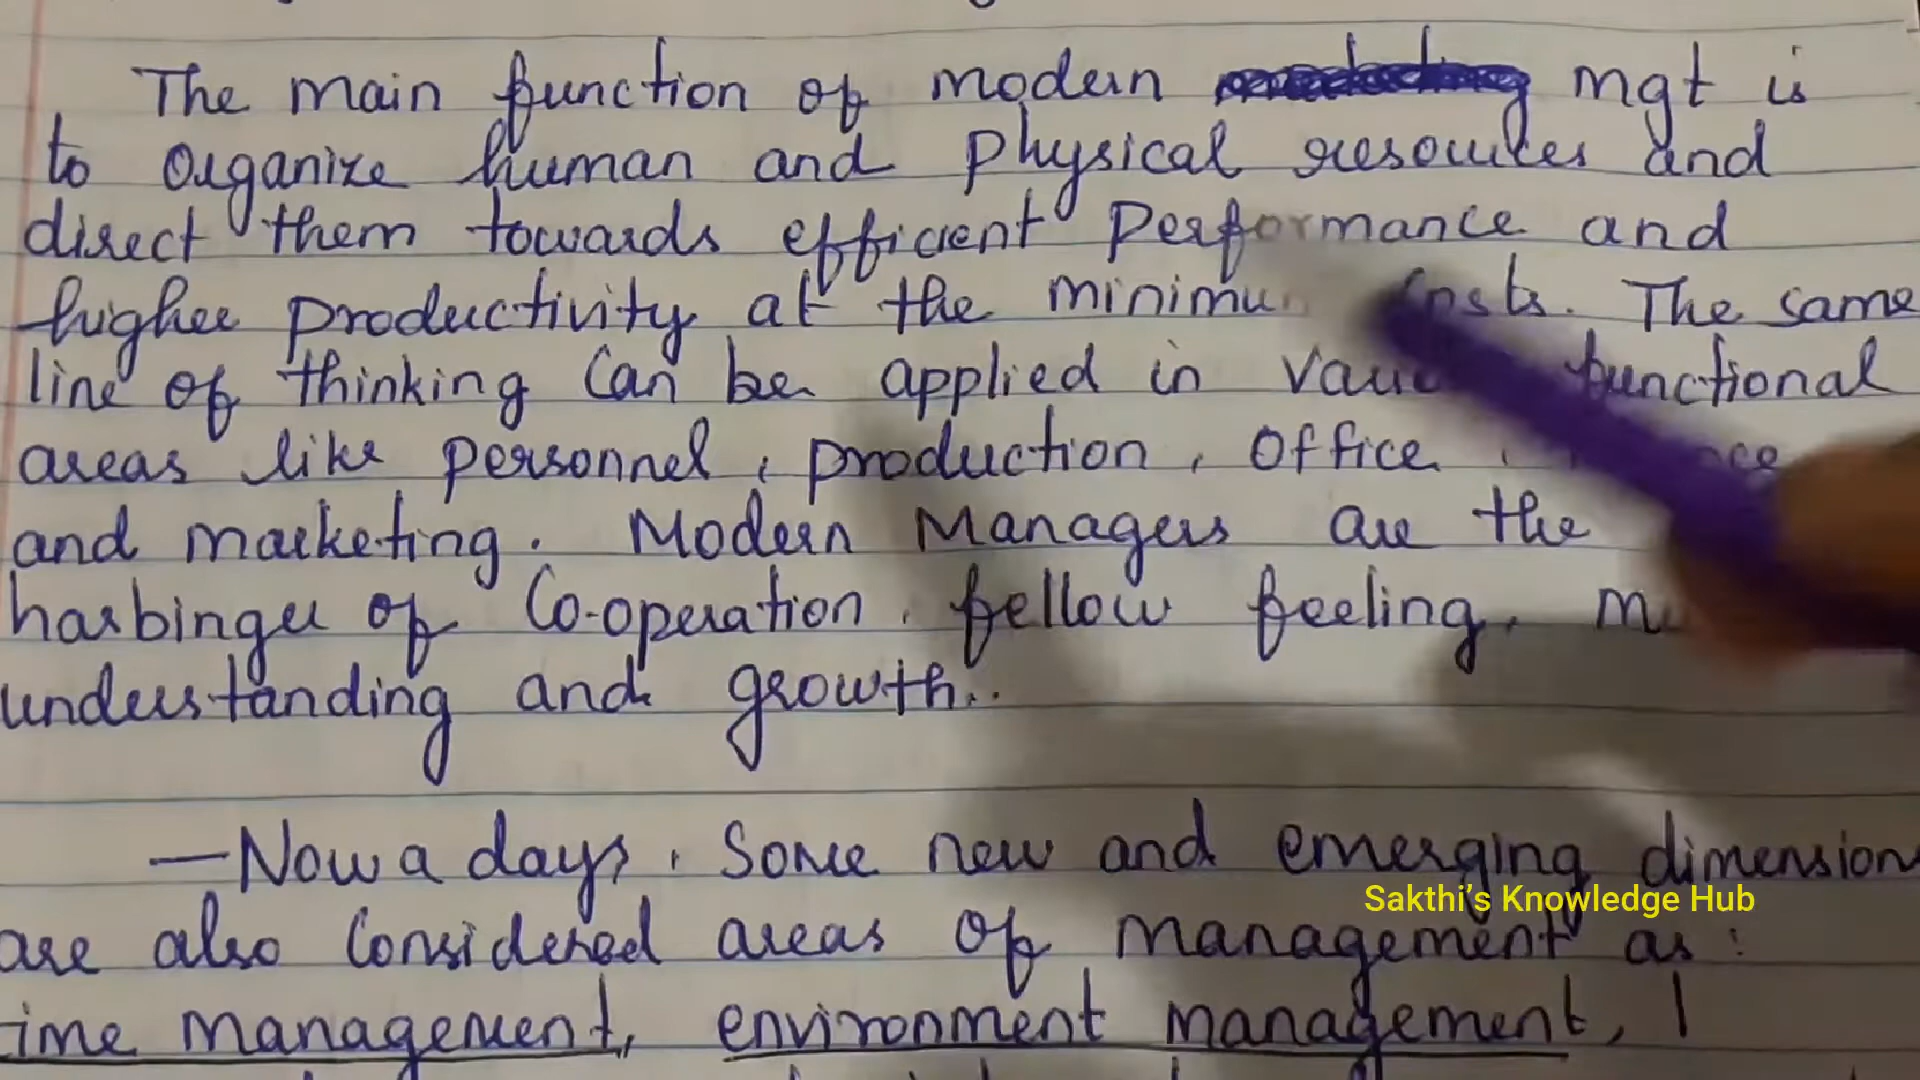 The main function of modern mgt is
to organize human and physical resources and
direct them towards efficient performance and
higher productivity at the costs. The same
line of thinking can be applied in functional
areas like personnel, production, office,
and marketing. Modern Managers are the
harbinger of Co-operation, fellow feeling,
understanding and growth..
— Now a days, Some new and emerging dimension
Sakthi's Knowledge Hub
are also Considered areas of management as:
management, environment management,